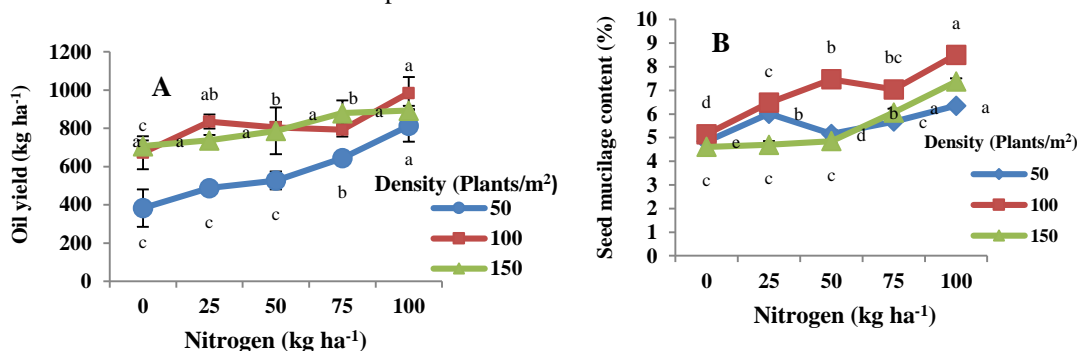 A
Oil yield (kg ha-1)
1200
1000
800
600
400
200
0
c
ab
b
b
a
a
a
a
a
a
c
c
c
b
a
0 25 50 75 100
Nitrogen (kg ha-1)
Density (Plants/m2)
50
100
150
B
Seed mucilage content (%)
10
9
8
7
6
5
4
3
2
1
0
d
c
b
bc
a
e
b
d
b
c
a
a
c
c
c
0 25 50 75 100
Nitrogen (kg ha-1)
Density (Plants/m2)
50
100
150